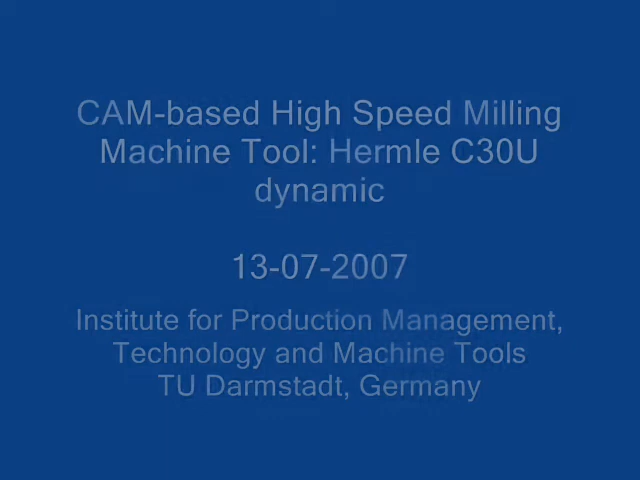 CAM-based High Speed Milling
Machine Tool: Hermle C30U
dynamic
13-07-2007
Institute for Production Management,
Technology and Machine Tools
TU Darmstadt, Germany